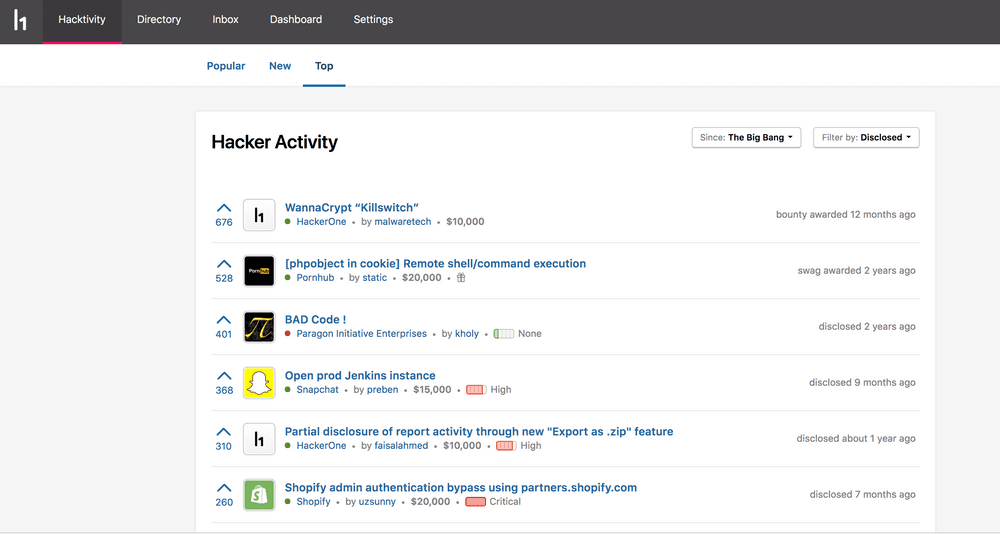 h1 Hacktivity Directory Inbox Dashboard Settings
Popular New Top
Hacker Activity Since: The Big Bang Filter by: Disclosed
WannaCrypt “Killswitch”
676 h1 HackerOne • by malwaretech • $10,000 bounty awarded 12 months ago
[phpobject in cookie] Remote shell/command execution
528 Pornhub Pornhub • by static • $20,000 • swag awarded 2 years ago
BAD Code !
401 π Paragon Initiative Enterprises • by kholy • None disclosed 2 years ago
Open prod Jenkins instance
368 Snapchat • by preben • $15,000 • High disclosed 9 months ago
Partial disclosure of report activity through new "Export as .zip" feature
310 h1 HackerOne • by faisalahmed • $10,000 • High disclosed about 1 year ago
Shopify admin authentication bypass using partners.shopify.com
260 Shopify • by uzsunny • $20,000 • Critical disclosed 7 months ago